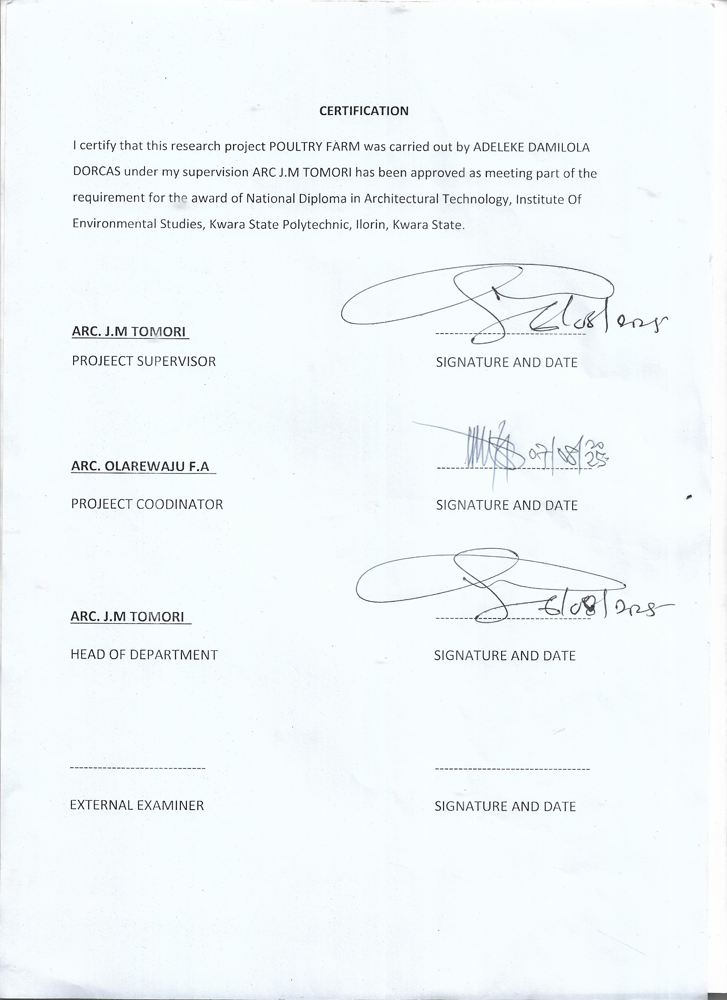 CERTIFICATION
I certify that this research project POULTRY FARM was carried out by ADELEKE DAMILOLA
DORCAS under my supervision ARC J.M TOMORI has been approved as meeting part of the
requirement for the award of National Diploma in Architectural Technology, Institute Of
Environmental Studies, Kwara State Polytechnic, Ilorin, Kwara State.
6/08/2025
ARC. J.M TOMORI
PROJEECT SUPERVISOR SIGNATURE AND DATE
07/08/2025
ARC. OLAREWAJU F.A
PROJEECT COODINATOR SIGNATURE AND DATE
6/08/2025
ARC. J.M TOMORI
HEAD OF DEPARTMENT SIGNATURE AND DATE
EXTERNAL EXAMINER SIGNATURE AND DATE